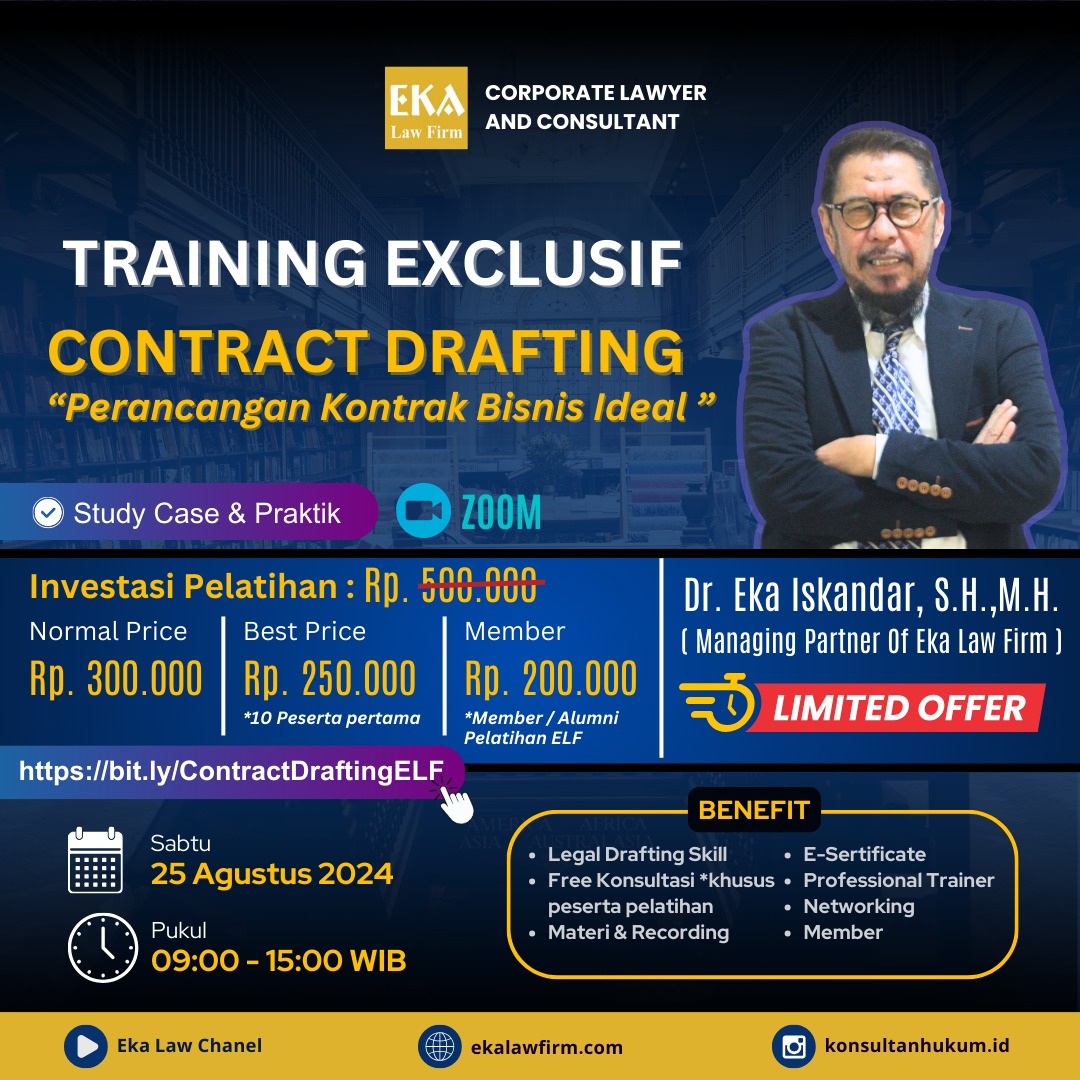 EKA
Law Firm
CORPORATE LAWYER
AND CONSULTANT
TRAINING EXCLUSIF
CONTRACT DRAFTING
“Perancangan Kontrak Bisnis Ideal ”
Study Case & Praktik
ZOOM
Investasi Pelatihan : Rp. 500.000
Normal Price
Rp. 300.000
Best Price
Rp. 250.000
*10 Peserta pertama
Member
Rp. 200.000
*Member / Alumni
Pelatihan ELF
Dr. Eka Iskandar, S.H.,M.H.
( Managing Partner Of Eka Law Firm )
LIMITED OFFER
https://bit.ly/ContractDraftingELF
Sabtu
25 Agustus 2024
Pukul
09:00 - 15:00 WIB
BENEFIT
• Legal Drafting Skill
• Free Konsultasi *khusus
peserta pelatihan
• Materi & Recording
• E-Sertificate
• Professional Trainer
• Networking
• Member
Eka Law Chanel
ekalawfirm.com
konsultanhukum.id